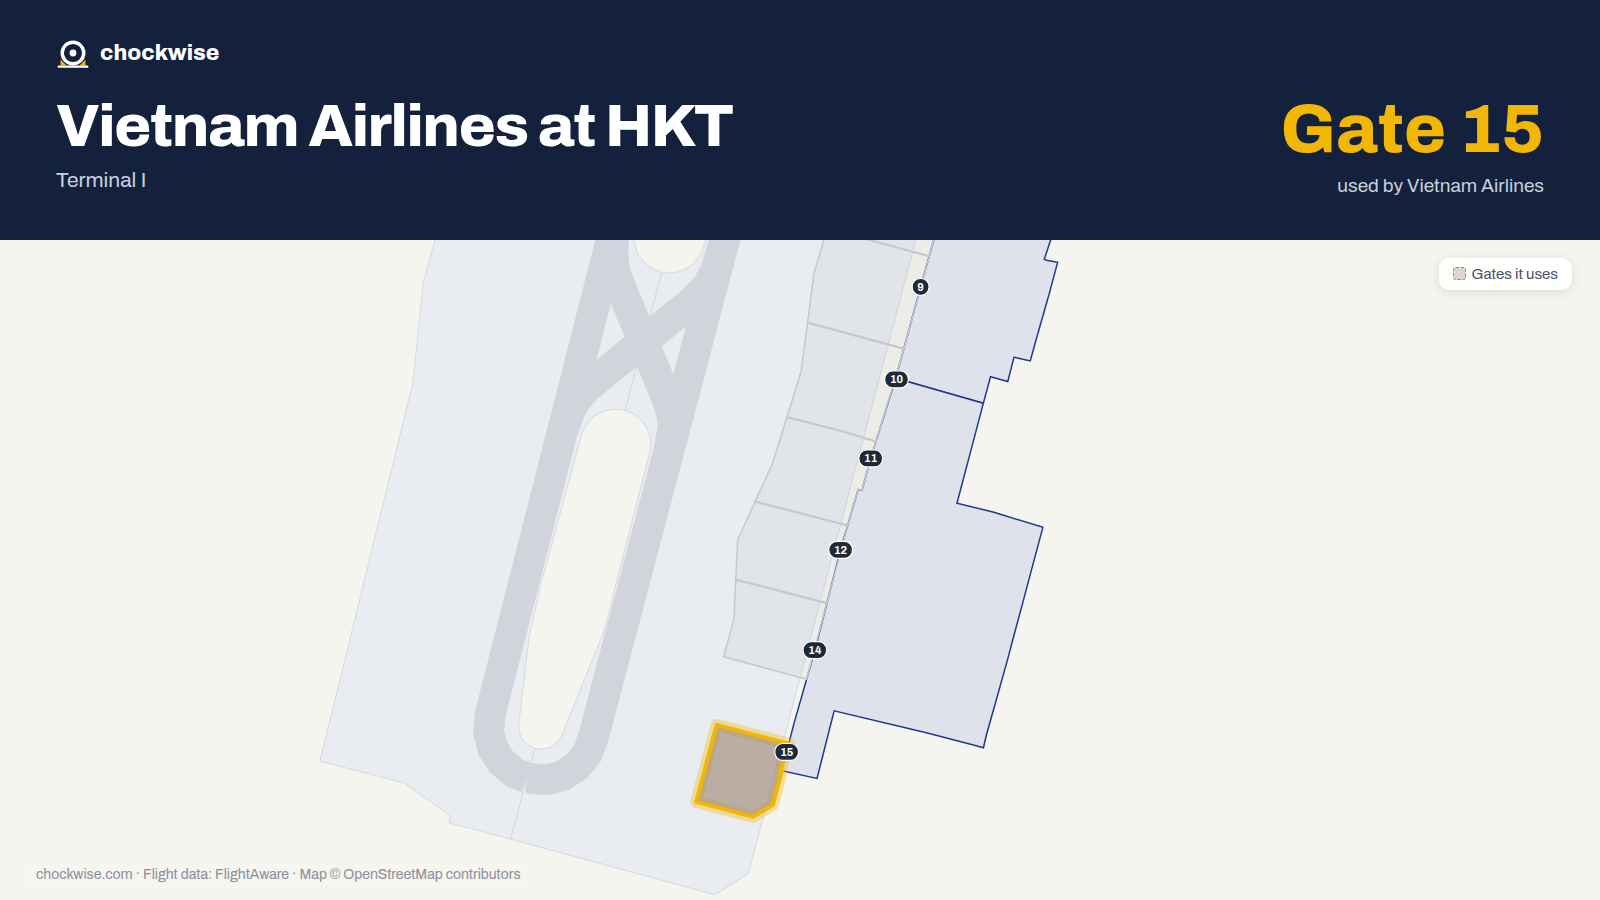 chockwise
Vietnam Airlines at HKT
Terminal I
Gate 15
used by Vietnam Airlines
Gates it uses
9
10
11
12
14
15
chockwise.com · Flight data: FlightAware · Map © OpenStreetMap contributors